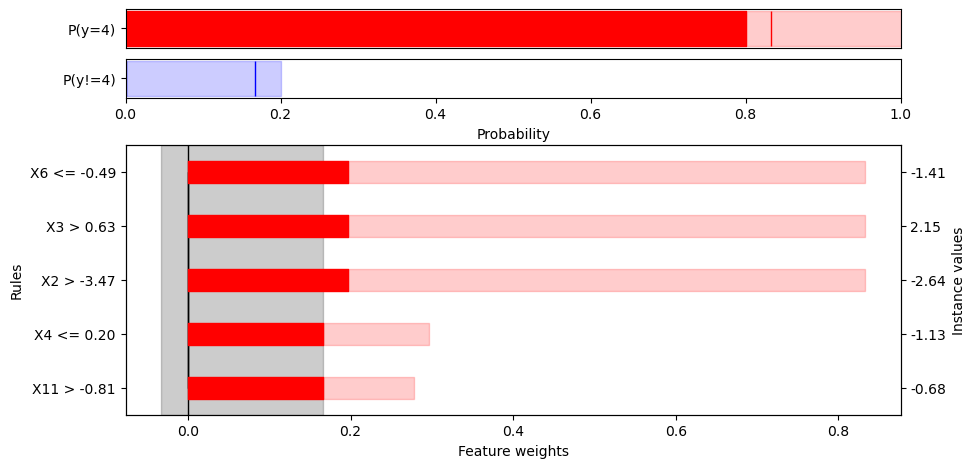 P(y=4)
P(y!=4)
0.0 0.2 0.4 0.6 0.8 1.0
Probability
X6 <= -0.49 -1.41
X3 > 0.63 2.15
X2 > -3.47 -2.64
X4 <= 0.20 -1.13
X11 > -0.81 -0.68
Rules
Instance values
0.0 0.2 0.4 0.6 0.8
Feature weights